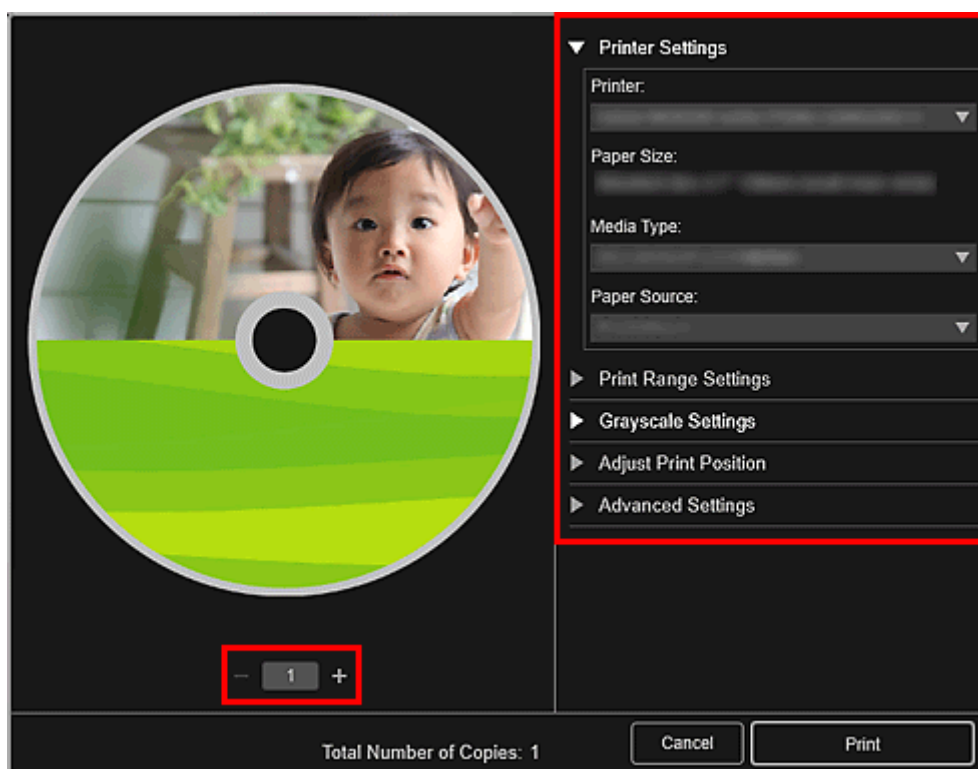 Printer Settings
Printer:
Paper Size:
Media Type:
Paper Source:
Print Range Settings
Grayscale Settings
Adjust Print Position
Advanced Settings
− 1 +
Total Number of Copies: 1
Cancel
Print